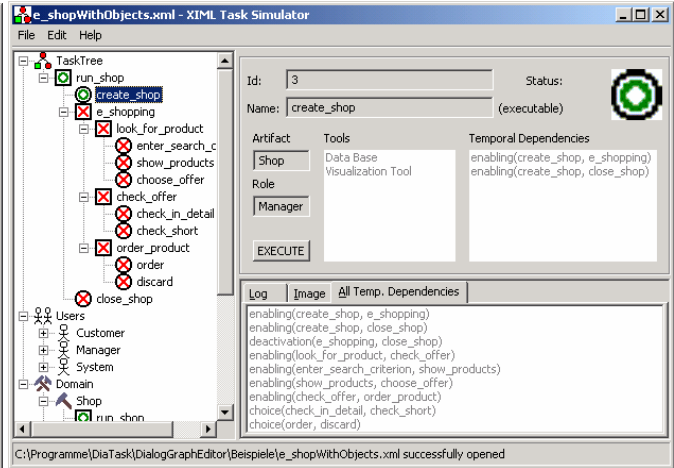 e_shopWithObjects.xml - XIML Task Simulator
File Edit Help
TaskTree
run_shop
create_shop
e_shopping
look_for_product
enter_search_c
show_products
choose_offer
check_offer
check_in_detail
check_short
order_product
order
discard
close_shop
Users
Customer
Manager
System
Domain
Shop
run_shop
Id: 3 Status:
Name: create_shop (executable)
Artifact Tools Temporal Dependencies
Shop
Role
Manager
EXECUTE
Data Base
Visualization Tool
enabling(create_shop, e_shopping)
enabling(create_shop, close_shop)
Log Image All Temp. Dependencies
enabling(create_shop, e_shopping)
enabling(create_shop, close_shop)
deactivation(e_shopping, close_shop)
enabling(look_for_product, check_offer)
enabling(enter_search_criterion, show_products)
enabling(show_products, choose_offer)
enabling(check_offer, order_product)
choice(check_in_detail, check_short)
choice(order, discard)
C:\Programme\DiaTask\DialogGraphEditor\Beispiele\e_shopWithObjects.xml successfully opened